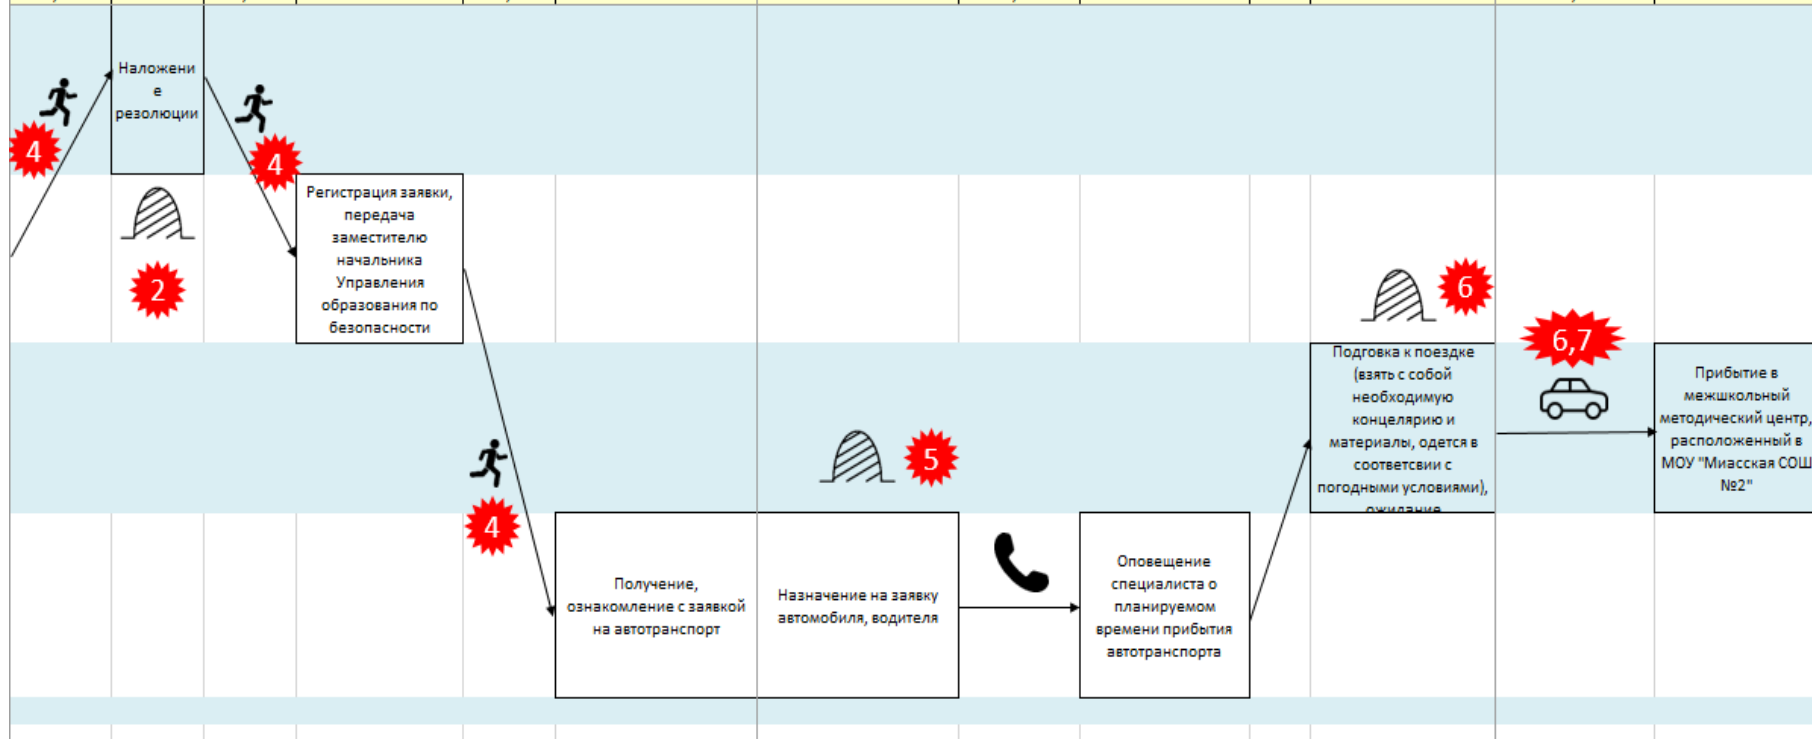 Наложени
е
резолюции
4
4
2
Регистрация заявки,
передача
заместителю
начальника
Управления
образования по
безопасности
4
Получение,
ознакомление с заявкой
на автотранспорт
5
Назначение на заявку
автомобиля, водителя
Оповещение
специалиста о
планируемом
времени прибытия
автотранспорта
6
Подговка к поездке
(взять с собой
необходимую
концелярию и
материалы, одется в
соответсвии с
погодными условиями),
ожидание
6,7
Прибытие в
межшкольный
методический центр,
расположенный в
МОУ "Миасская СОШ
№2"